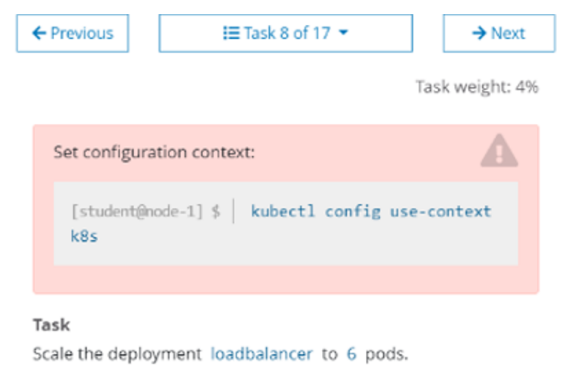 Previous
Task 8 of 17
Next
Task weight: 4%
Set configuration context:
[student@node-1] $ | kubectl config use-context
k8s
Task
Scale the deployment loadbalancer to 6 pods.